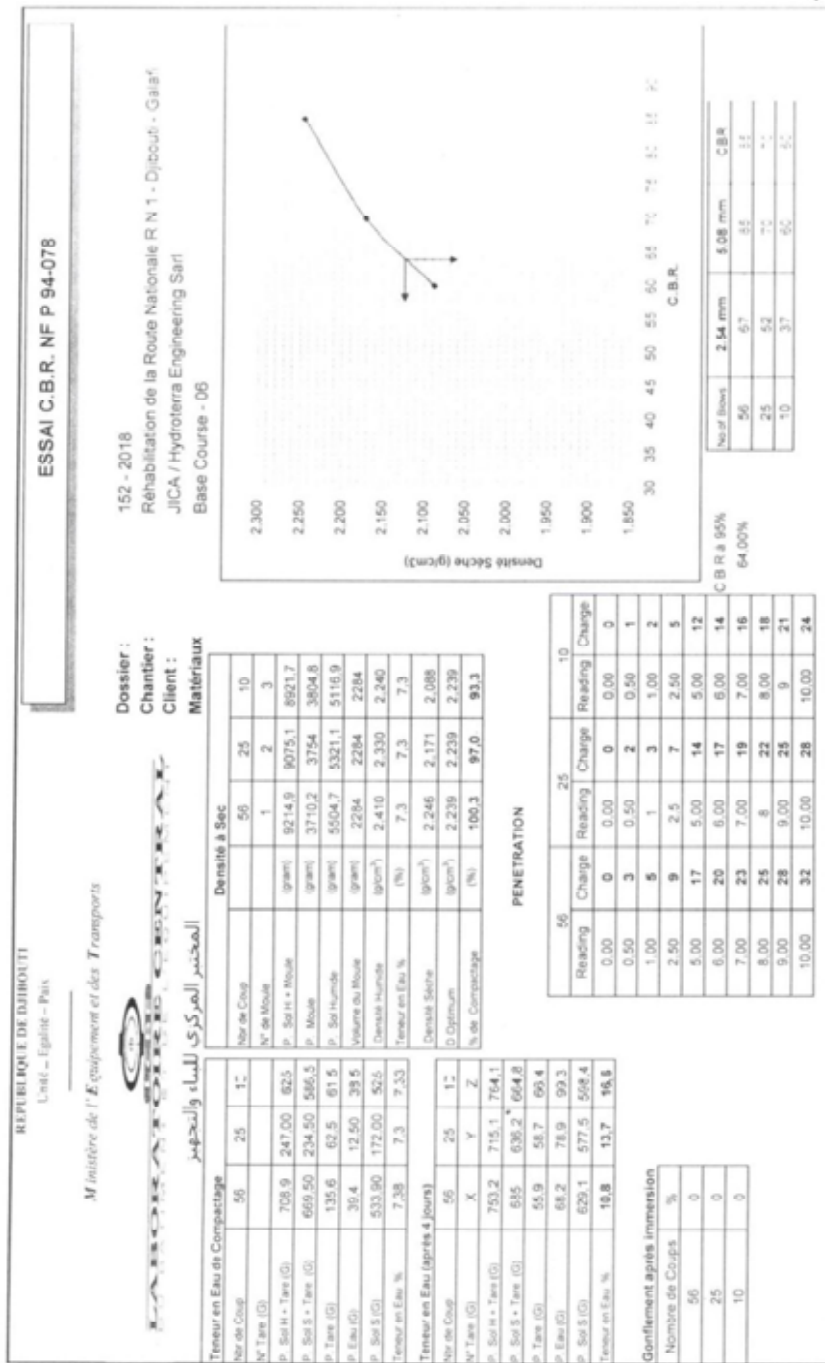 REPUBLIQUE DE DJIBOUTI
Unité – Egalité – Paix
Ministère de l'Equipement et des Transports
LABORATOIRE CENTRAL
المختبر المركزى للبناء والتجهيز
ESSAI C.B.R. NF P 94-078
Dossier : 152 - 2018
Chantier : Réhabilitation de la Route Nationale R N 1 - Djibouti - Galafi
Client : JICA / Hydroterra Engineering Sarl
Matériaux Base Course - 06
Teneur en Eau de Compactage
Nbr de Coup 56 25 10
N° Tare (G)
P. Sol H + Tare (G) 708,9 247,00 625
P. Sol S + Tare (G) 669,50 234,50 586,5
P. Tare (G) 135,6 62,5 61,5
P. Eau (G) 39,4 12,50 38,5
P. Sol S (G) 533,90 172,00 525
Teneur en Eau % 7,38 7,3 7,33
Teneur en Eau (après 4 jours)
Nbr de Coup 56 25 10
N° Tare (G) X Y Z
P. Sol H + Tare (G) 753,2 715,1 764,1
P. Sol S + Tare (G) 685 636,2 664,8
P. Tare (G) 55,9 58,7 66,4
P. Eau (G) 68,2 78,9 99,3
P. Sol S (G) 629,1 577,5 598,4
Teneur en Eau % 10,8 13,7 16,6
Gonflement après immersion
Nombre de Coups %
56 0
25 0
10 0
Densité à Sec
Nbr de Coup 56 25 10
N° de Moule 1 2 3
P. Sol H + Moule (gram) 9214,9 9075,1 8921,7
P. Moule (gram) 3710,2 3754 3804,8
P. Sol Humide (gram) 5504,7 5321,1 5116,9
Volume du Moule (gram) 2284 2284 2284
Densité Humide (g/cm³) 2,410 2,330 2,240
Teneur en Eau % (%) 7,3 7,3 7,3
Densité Sèche (g/cm³) 2,246 2,171 2,088
D Optimum (g/cm³) 2,239 2,239 2,239
% de Compactage (%) 100,3 97,0 93,3
PENETRATION
56 25 10
Reading Charge Reading Charge Reading Charge
0,00 0 0,00 0 0,00 0
0,50 3 0,50 2 0,50 1
1,00 5 1 3 1,00 2
2,50 9 2,5 7 2,50 5
5,00 17 5,00 14 5,00 12
6,00 20 6,00 17 6,00 14
7,00 23 7,00 19 7,00 16
8,00 25 8 22 8,00 18
9,00 28 9,00 25 9 21
10,00 32 10,00 28 10,00 24
Densité Sèche (g/cm3)
2,300
2,250
2,200
2,150
2,100
2,050
2,000
1,950
1,900
1,850
30 35 40 45 50 55 60 65 70 75 80 85 90
C.B.R.
C B R à 95%
64.00%
No of Blows 2.54 mm 5.08 mm CBR
56 67 85 85
25 52 70 70
10 37 60 60